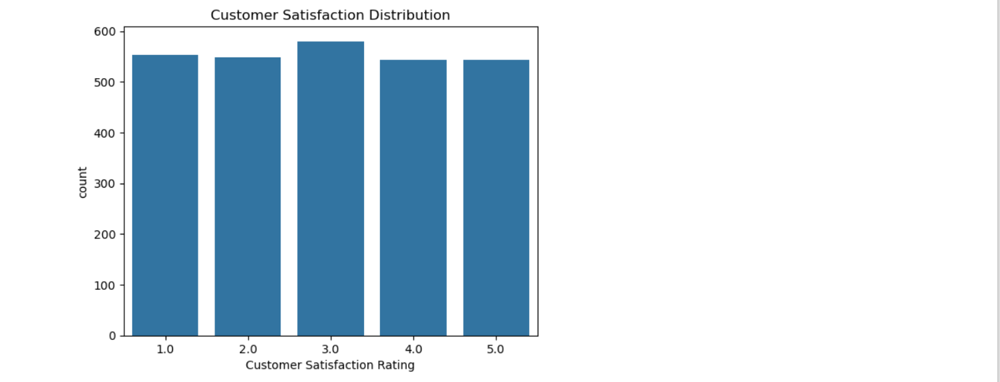 Customer Satisfaction Distribution
600
500
400
300
200
100
0
count
1.0 2.0 3.0 4.0 5.0
Customer Satisfaction Rating